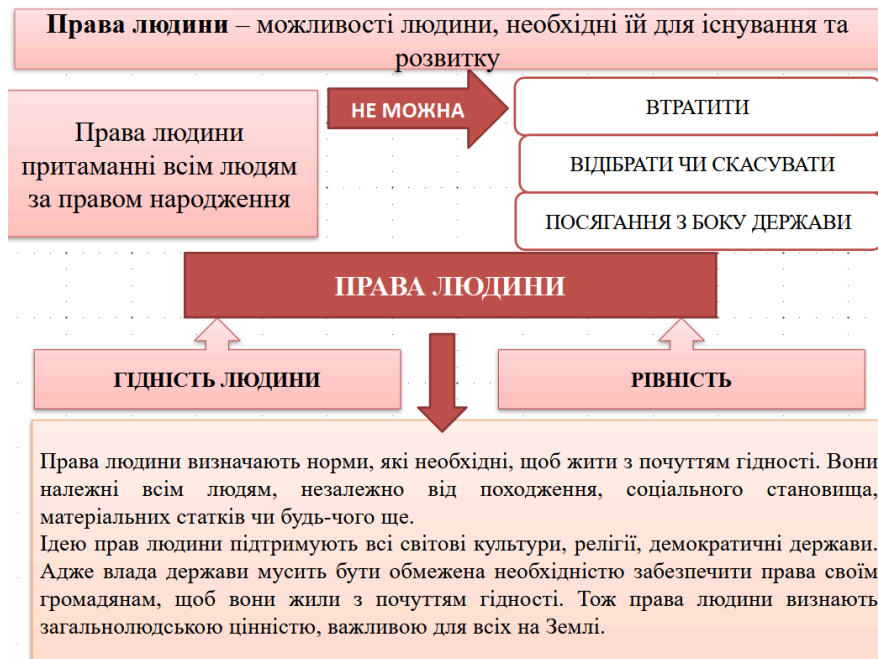 Права людини – можливості людини, необхідні їй для існування та
розвитку
Права людини
притаманні всім людям
за правом народження
НЕ МОЖНА
ВТРАТИТИ
ВІДІБРАТИ ЧИ СКАСУВАТИ
ПОСЯГАННЯ З БОКУ ДЕРЖАВИ
ПРАВА ЛЮДИНИ
ГІДНІСТЬ ЛЮДИНИ
РІВНІСТЬ
Права людини визначають норми, які необхідні, щоб жити з почуттям гідності. Вони
належні всім людям, незалежно від походження, соціального становища,
матеріальних статків чи будь-чого ще.
Ідею прав людини підтримують всі світові культури, релігії, демократичні держави.
Адже влада держави мусить бути обмежена необхідністю забезпечити права своїм
громадянам, щоб вони жили з почуттям гідності. Тож права людини визнають
загальнолюдською цінністю, важливою для всіх на Землі.